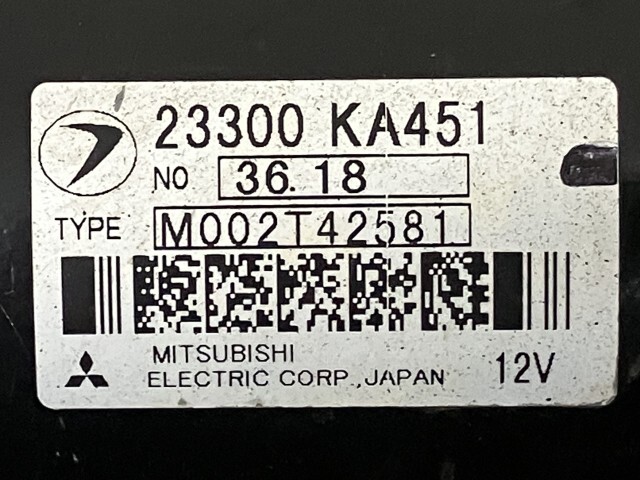 23300 KA451
NO 36.18
TYPE M002T42581
MITSUBISHI
ELECTRIC CORP., JAPAN 12V